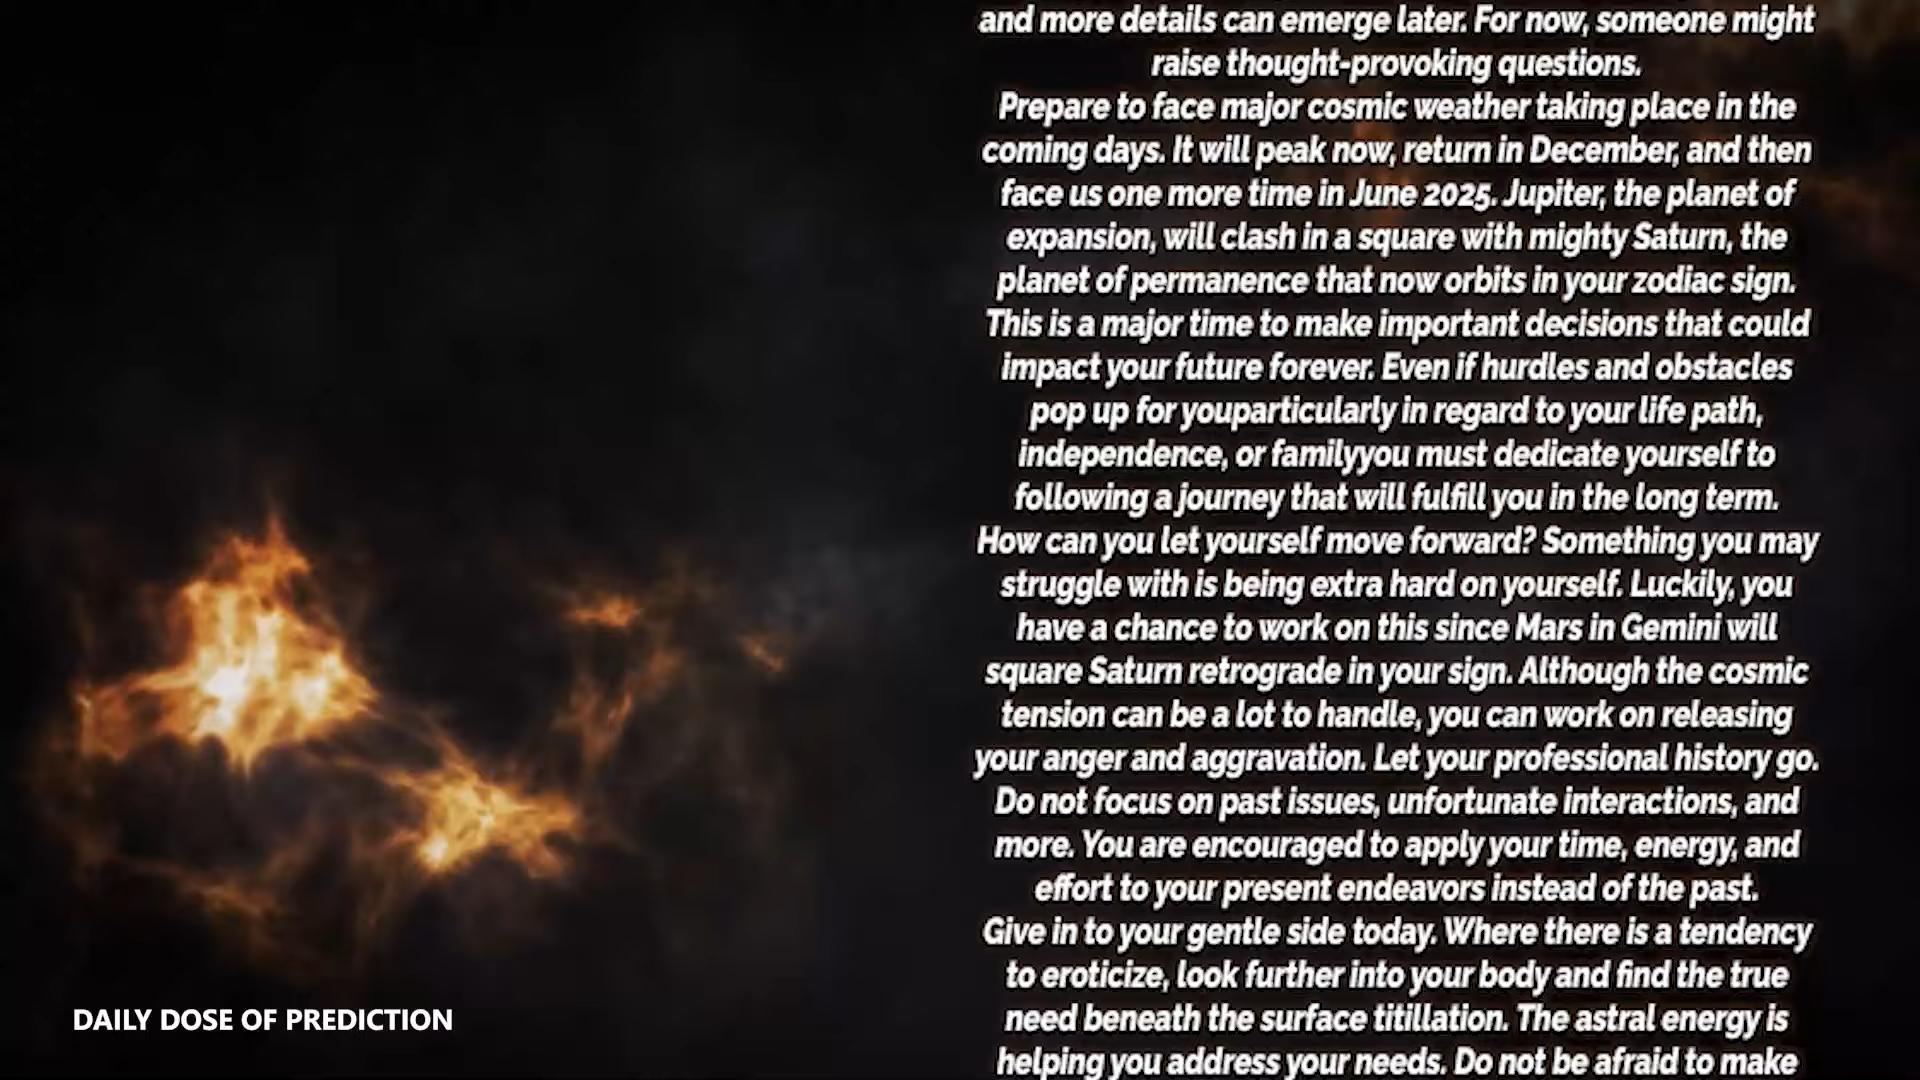 and more details can emerge later. For now, someone might
raise thought-provoking questions.
Prepare to face major cosmic weather taking place in the
coming days. It will peak now, return in December, and then
face us one more time in June 2025. Jupiter, the planet of
expansion, will clash in a square with mighty Saturn, the
planet of permanence that now orbits in your zodiac sign.
This is a major time to make important decisions that could
impact your future forever. Even if hurdles and obstacles
pop up for youparticularly in regard to your life path,
independence, or familyyou must dedicate yourself to
following a journey that will fulfill you in the long term.
How can you let yourself move forward? Something you may
struggle with is being extra hard on yourself. Luckily, you
have a chance to work on this since Mars in Gemini will
square Saturn retrograde in your sign. Although the cosmic
tension can be a lot to handle, you can work on releasing
your anger and aggravation. Let your professional history go.
Do not focus on past issues, unfortunate interactions, and
more. You are encouraged to apply your time, energy, and
effort to your present endeavors instead of the past.
Give in to your gentle side today. Where there is a tendency
to eroticize, look further into your body and find the true
need beneath the surface titillation. The astral energy is
helping you address your needs. Do not be afraid to make
DAILY DOSE OF PREDICTION